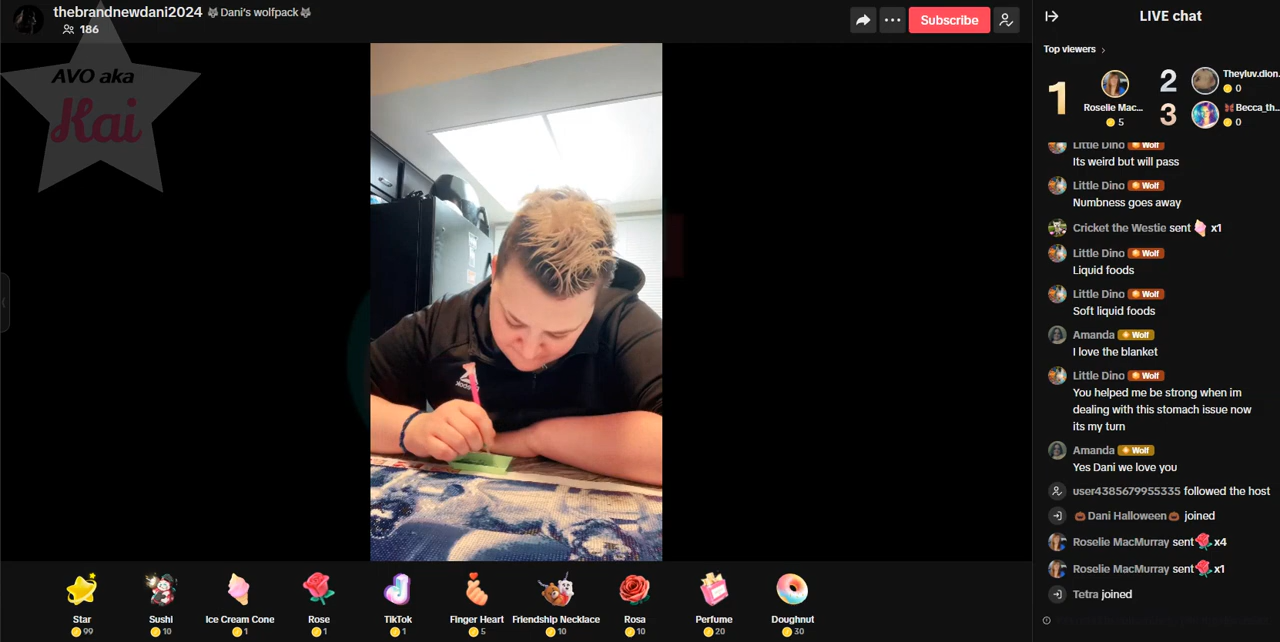 thebrandnewdani2024 🐺Dani's wolfpack🐺
186
Subscribe
AVO aka
Kai
LIVE chat
Top viewers
1
Roselie Mac...
5
2
Theyluv.dion.
0
3
Becca_th...
0
Little Dino Wolf
Its weird but will pass
Little Dino Wolf
Numbness goes away
Cricket the Westie sent x1
Little Dino Wolf
Liquid foods
Little Dino Wolf
Soft liquid foods
Amanda Wolf
I love the blanket
Little Dino Wolf
You helped me be strong when im
dealing with this stomach issue now
its my turn
Amanda Wolf
Yes Dani we love you
user4385679955335 followed the host
🎃Dani Halloween🎃 joined
Roselie MacMurray sent x4
Roselie MacMurray sent x1
Tetra joined
Star
99
Sushi
10
Ice Cream Cone
1
Rose
1
TikTok
1
Finger Heart
5
Friendship Necklace
10
Rosa
10
Perfume
20
Doughnut
30